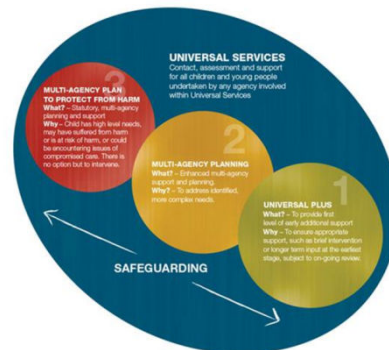 UNIVERSAL SERVICES
Contact, assessment and support
for all children and young people
undertaken by any agency involved
within Universal Services
3
MULTI-AGENCY PLAN
TO PROTECT FROM HARM
What? – Statutory, multi-agency
planning and support
Why – Child has high level needs,
may have suffered from harm
or is at risk of harm, or could
be encountering issues of
compromised care. There is
no option but to intervene.
2
MULTI-AGENCY PLANNING
What? – Enhanced multi-agency
support and planning.
Why? – To address identified,
more complex needs.
1
UNIVERSAL PLUS
What? – To provide first
level of early additional support
Why – To ensure appropriate
support, such as brief intervention
or longer term input at the earliest
stage, subject to on-going review.
SAFEGUARDING